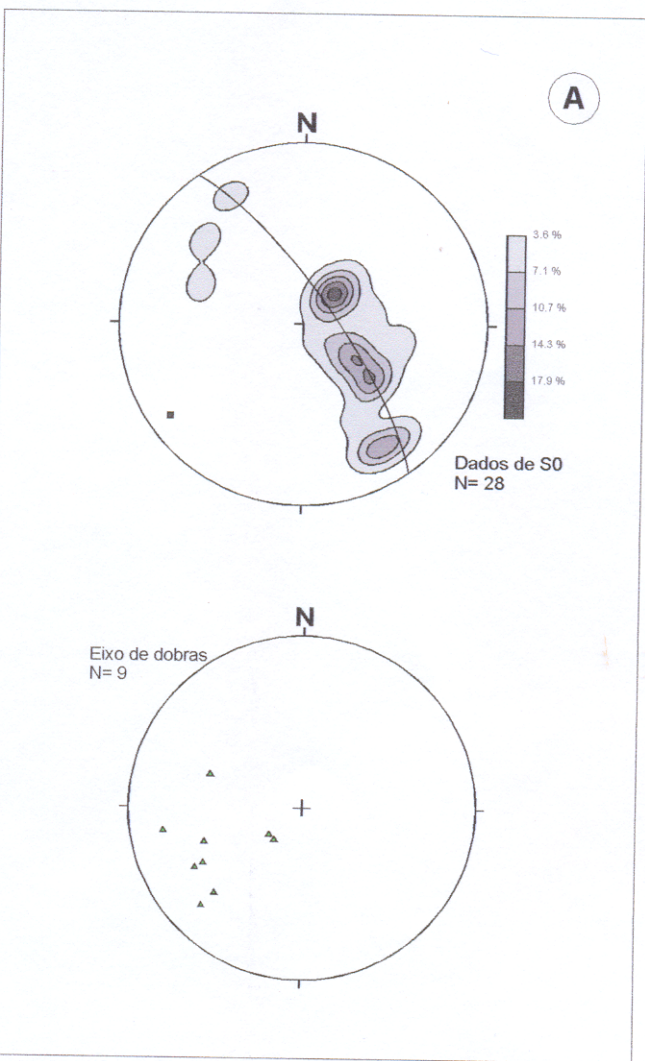 A
N
3.6 %
7.1 %
10.7 %
14.3 %
17.9 %
Dados de S0
N= 28
N
Eixo de dobras
N= 9